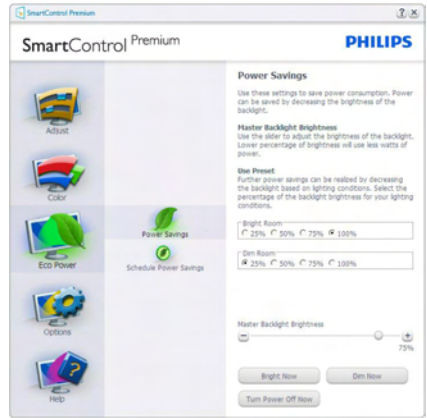 SmartControl Premium
SmartControl Premium
PHILIPS
Adjust
Color
Eco Power
Options
Help
Power Savings
Schedule Power Savings
Power Savings
Use these settings to save power consumption. Power
can be saved by decreasing the brightness of the
backlight.
Master Backlight Brightness
Use the slider to adjust the brightness of the backlight.
Lower percentage of brightness will use less watts of
power.
Use Preset
Further power savings can be realized by decreasing
the backlight based on lighting conditions. Select the
percentage of the backlight brightness for your lighting
conditions.
Bright Room
25% 50% 75% 100%
Dim Room
25% 50% 75% 100%
Master Backlight Brightness
75%
Bright Now Dim Now
Turn Power Off Now